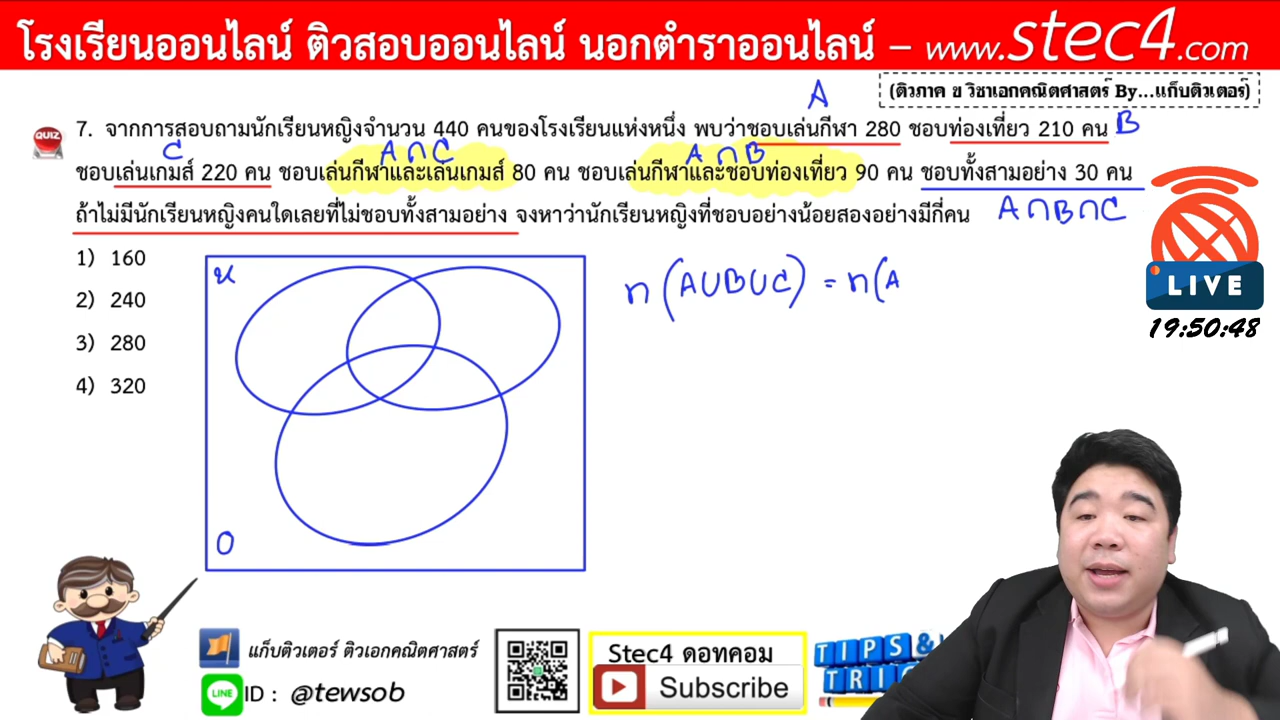 โรงเรียนออนไลน์ ติวสอบออนไลน์ นอกตำราออนไลน์ – www.stec4.com
(ติวภาค ข วิชาเอกคณิตศาสตร์ By...แก็บติวเตอร์)
A
QUIZ
7. จากการสอบถามนักเรียนหญิงจำนวน 440 คนของโรงเรียนแห่งหนึ่ง พบว่าชอบเล่นกีฬา 280 ชอบท่องเที่ยว 210 คน B
C A∩C A∩B
ชอบเล่นเกมส์ 220 คน ชอบเล่นกีฬาและเล่นเกมส์ 80 คน ชอบเล่นกีฬาและชอบท่องเที่ยว 90 คน ชอบทั้งสามอย่าง 30 คน
ถ้าไม่มีนักเรียนหญิงคนใดเลยที่ไม่ชอบทั้งสามอย่าง จงหาว่านักเรียนหญิงที่ชอบอย่างน้อยสองอย่างมีกี่คน A∩B∩C
1) 160
2) 240
3) 280
4) 320
u
n(A∪B∪C) = n(A
0
LIVE
19:50:48
แก็บติวเตอร์ ติวเอกคณิตศาสตร์
LINE ID : @tewsob
Stec4 ดอทคอม
Subscribe
TIPS &
TRI